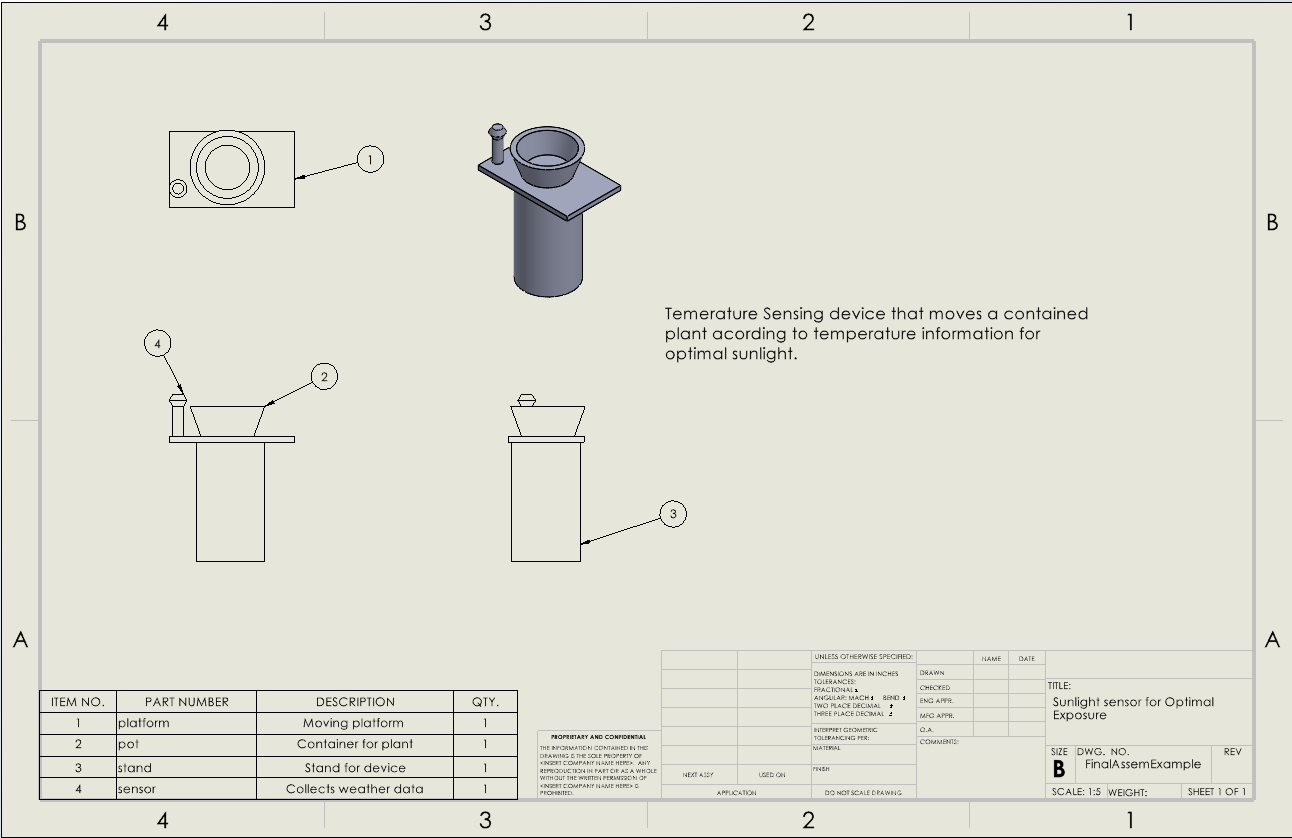 4 3 2 1
B B
1
Temerature Sensing device that moves a contained
plant acording to temperature information for
optimal sunlight.
4
2
3
A A
ITEM NO. PART NUMBER DESCRIPTION QTY.
1 platform Moving platform 1
2 pot Container for plant 1
3 stand Stand for device 1
4 sensor Collects weather data 1
PROPRIETARY AND CONFIDENTIAL
THE INFORMATION CONTAINED IN THIS
DRAWING IS THE SOLE PROPERTY OF
<INSERT COMPANY NAME HERE>. ANY
REPRODUCTION IN PART OR AS A WHOLE
WITHOUT THE WRITTEN PERMISSION OF
<INSERT COMPANY NAME HERE> IS
PROHIBITED.
NEXT ASSY USED ON
APPLICATION
UNLESS OTHERWISE SPECIFIED:
DIMENSIONS ARE IN INCHES
TOLERANCES:
FRACTIONAL
ANGULAR: MACH BEND
TWO PLACE DECIMAL
THREE PLACE DECIMAL
INTERPRET GEOMETRIC
TOLERANCING PER:
MATERIAL
FINISH
DO NOT SCALE DRAWING
NAME DATE
DRAWN
CHECKED
ENG APPR.
MFG APPR.
Q.A.
COMMENTS:
TITLE:
Sunlight sensor for Optimal
Exposure
SIZE DWG. NO. REV
B FinalAssemExample
SCALE: 1:5 WEIGHT: SHEET 1 OF 1
4 3 2 1